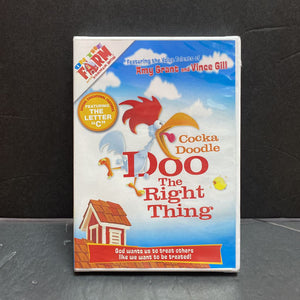 FARM
Featuring the Voice Talents of
Amy Grant and Vince Gill
FEATURING
THE LETTER
"C"
Cocka
Doodle
Doo
The
Right
Thing
God wants us to treat others
like we want to be treated!